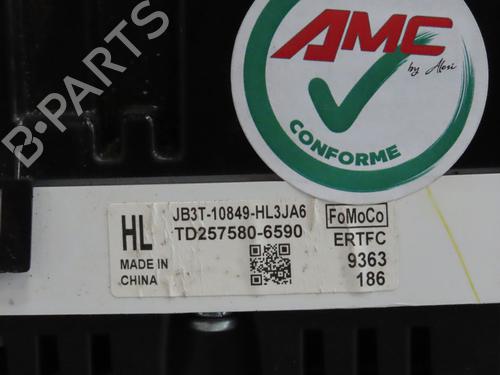 B-PARTS
AMC
by Alesi
CONFORME
HL
JB3T-10849-HL3JA6
TD257580-6590
MADE IN
CHINA
FoMoCo
ERTFC
9363
186